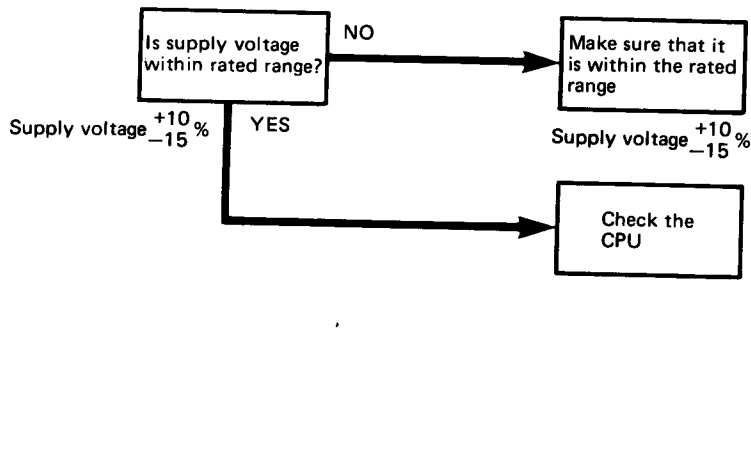 Is supply voltage
within rated range?
NO
Make sure that it
is within the rated
range
Supply voltage +10 −15 %
YES
Supply voltage +10 −15 %
Check the
CPU